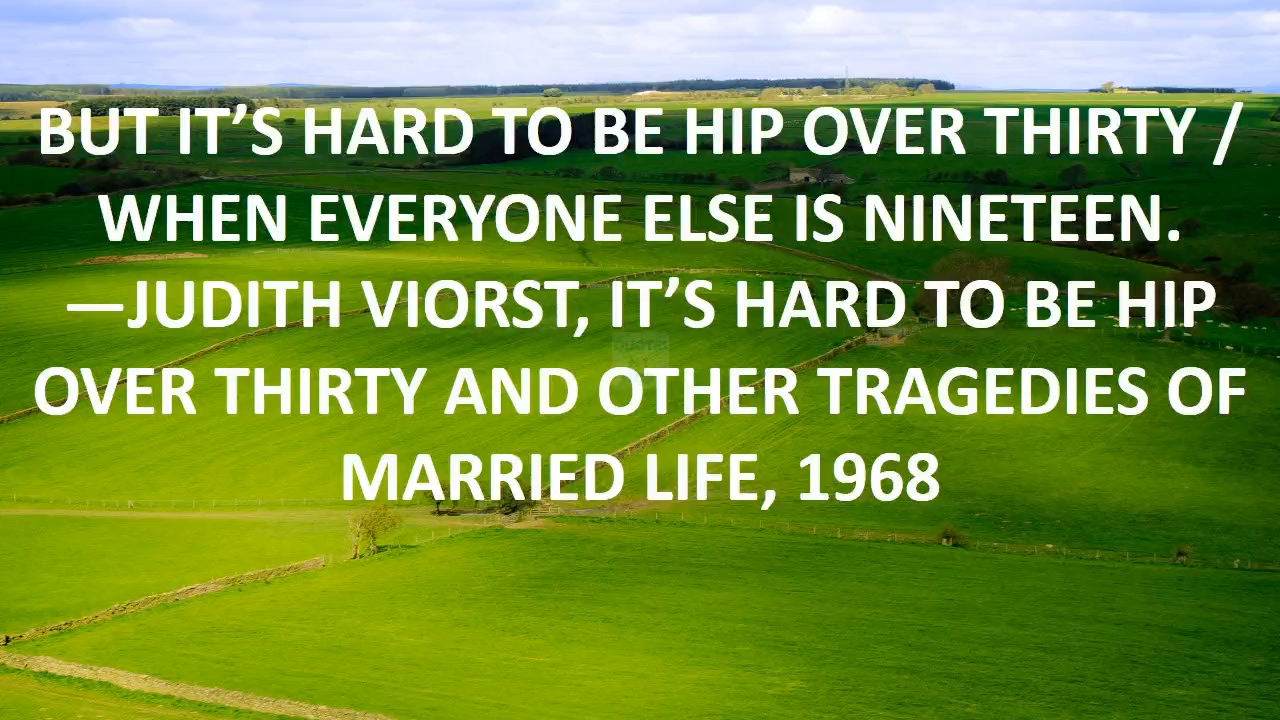 BUT IT’S HARD TO BE HIP OVER THIRTY /
WHEN EVERYONE ELSE IS NINETEEN.
—JUDITH VIORST, IT’S HARD TO BE HIP
OVER THIRTY AND OTHER TRAGEDIES OF
MARRIED LIFE, 1968